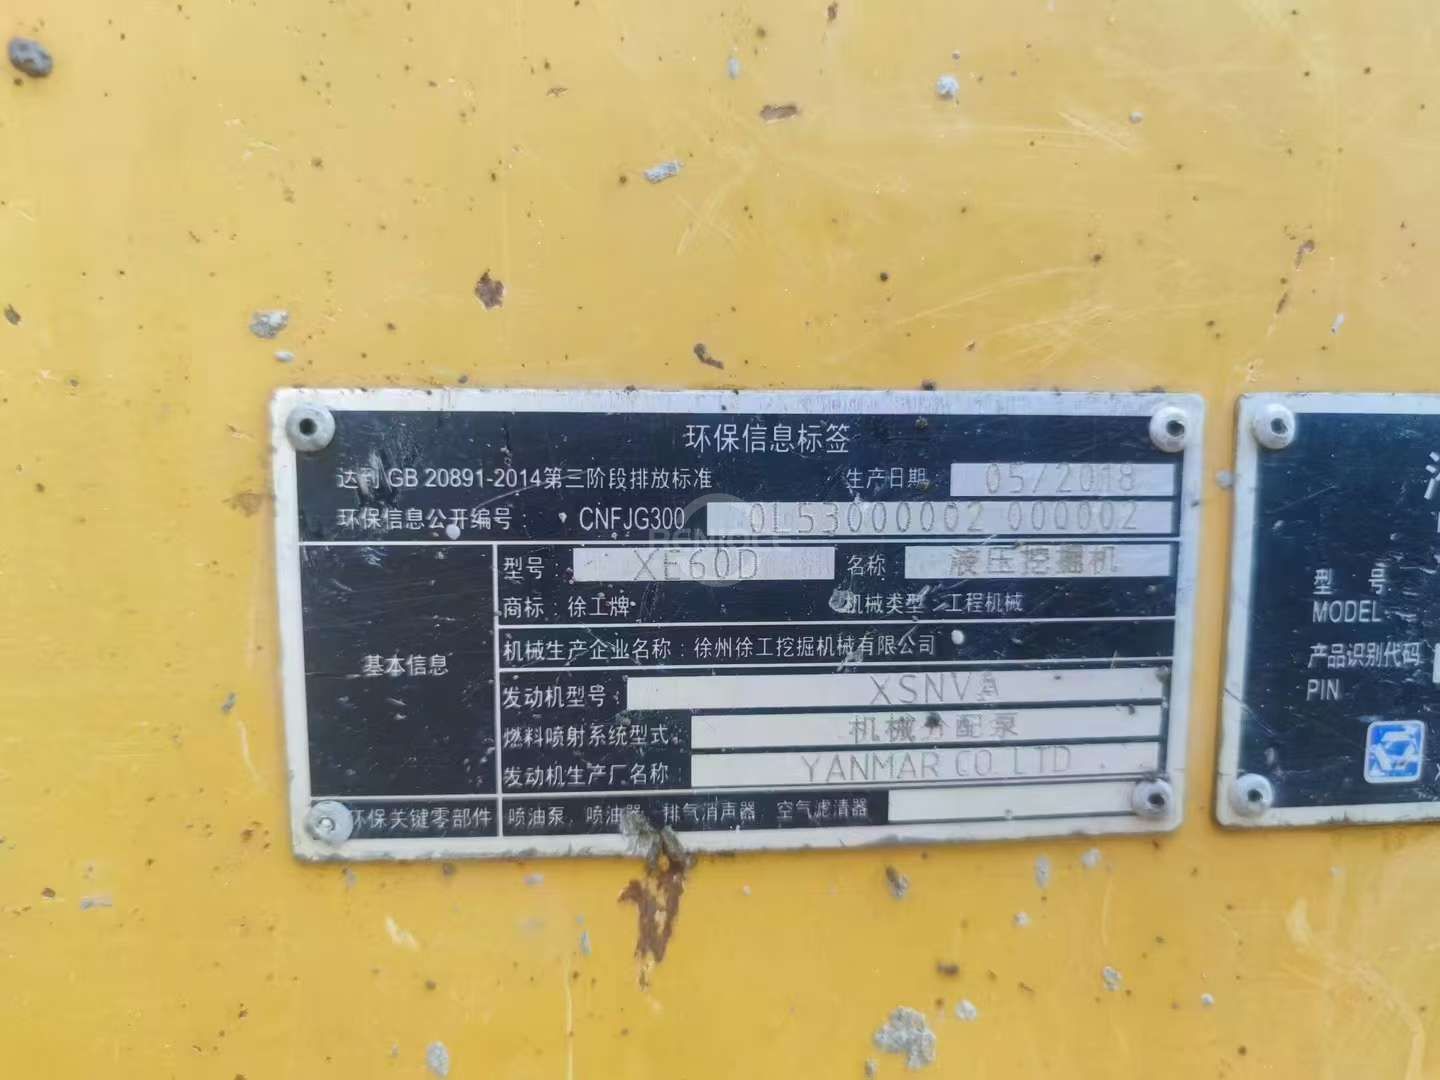 环保信息标签
达到 GB 20891-2014第三阶段排放标准 生产日期 05/2018
环保信息公开编号： CNFJG300 0L53000002 000002
型号： XE60D 名称 液压挖掘机
商标：徐工牌 机械类型：工程机械
基本信息
机械生产企业名称：徐州徐工挖掘机械有限公司
发动机型号： XSNVA
燃料喷射系统型式： 机械分配泵
发动机生产厂名称 YANMAR CO LTD
环保关键零部件 喷油泵，喷油器，排气消声器，空气滤清器
型 号
MODEL
产品识别代码
PIN